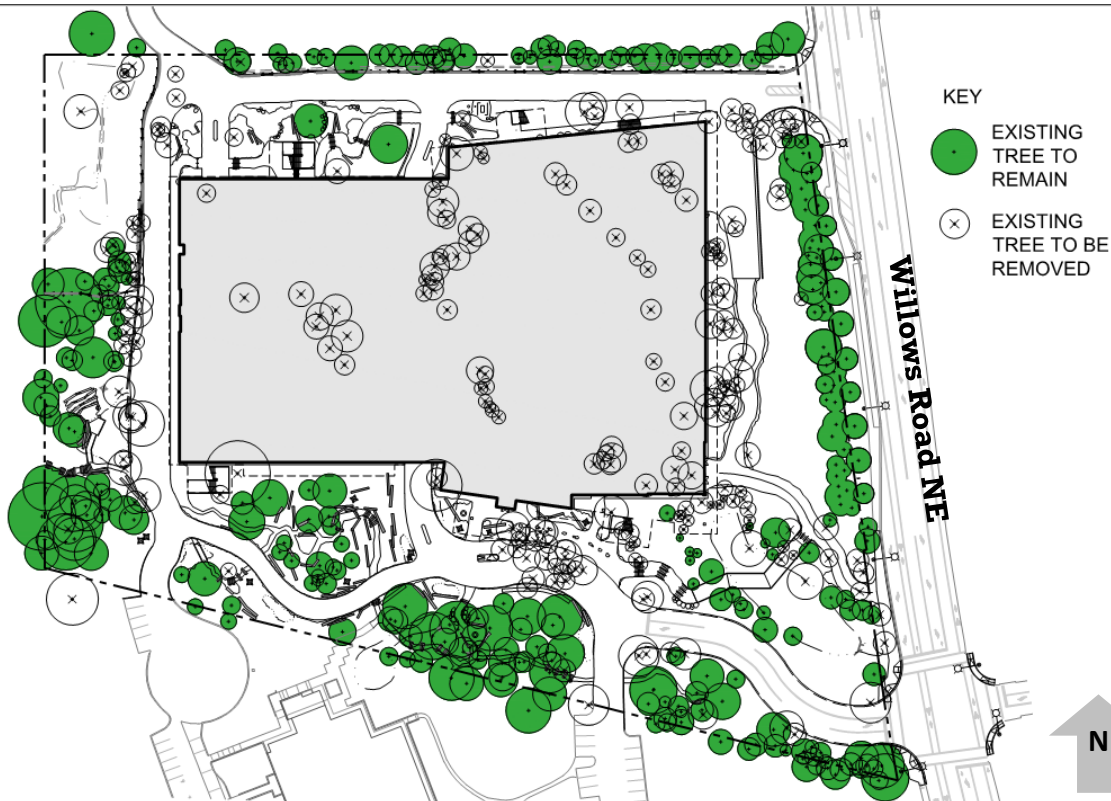 KEY
EXISTING
TREE TO
REMAIN
EXISTING
TREE TO BE
REMOVED
Willows Road NE
N